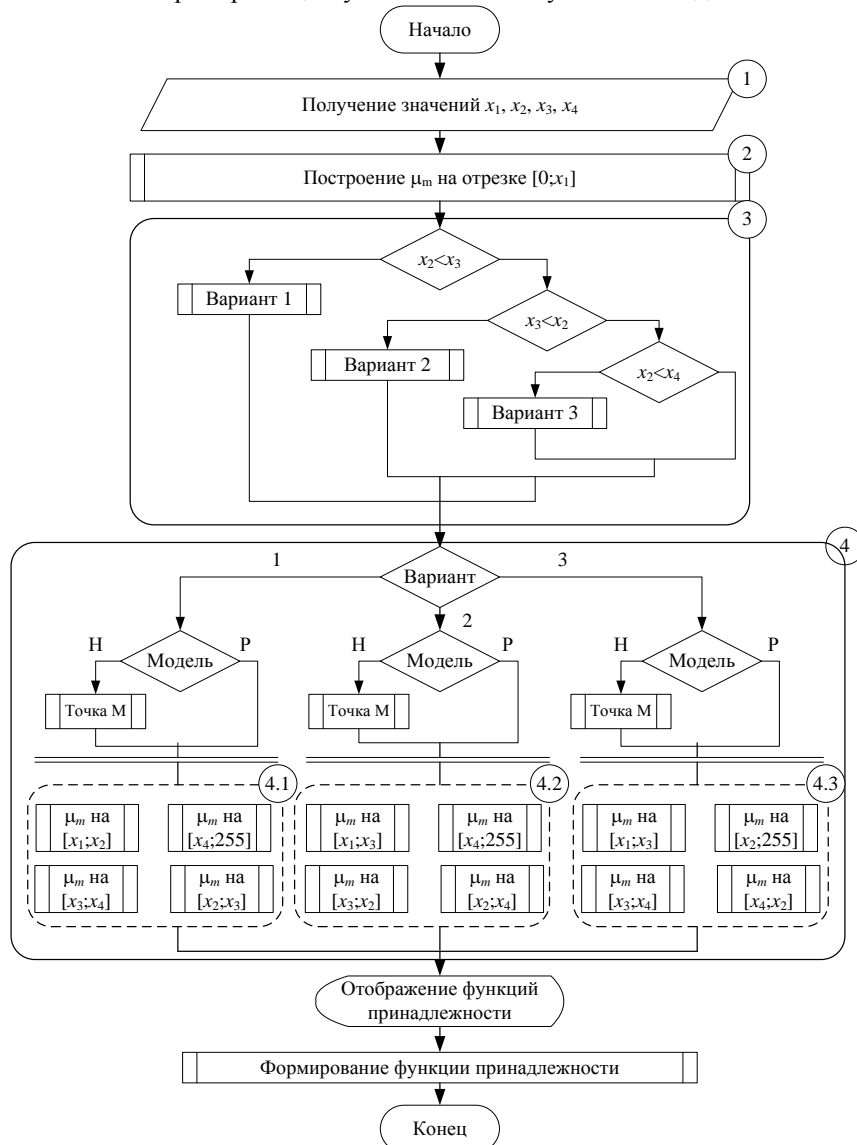 Начало
1
Получение значений x₁, x₂, x₃, x₄
2
Построение μₘ на отрезке [0;x₁]
3
x₂<x₃
Вариант 1
x₃<x₂
Вариант 2
x₂<x₄
Вариант 3
4
1
Вариант
3
2
Н
Модель
Р
Н
Модель
Р
Н
Модель
Р
Точка М
Точка М
Точка М
4.1
4.2
4.3
μₘ на
[x₁;x₂]
μₘ на
[x₄;255]
μₘ на
[x₃;x₄]
μₘ на
[x₂;x₃]
μₘ на
[x₁;x₃]
μₘ на
[x₄;255]
μₘ на
[x₃;x₂]
μₘ на
[x₂;x₄]
μₘ на
[x₁;x₃]
μₘ на
[x₂;255]
μₘ на
[x₃;x₄]
μₘ на
[x₄;x₂]
Отображение функций
принадлежности
Формирование функции принадлежности
Конец